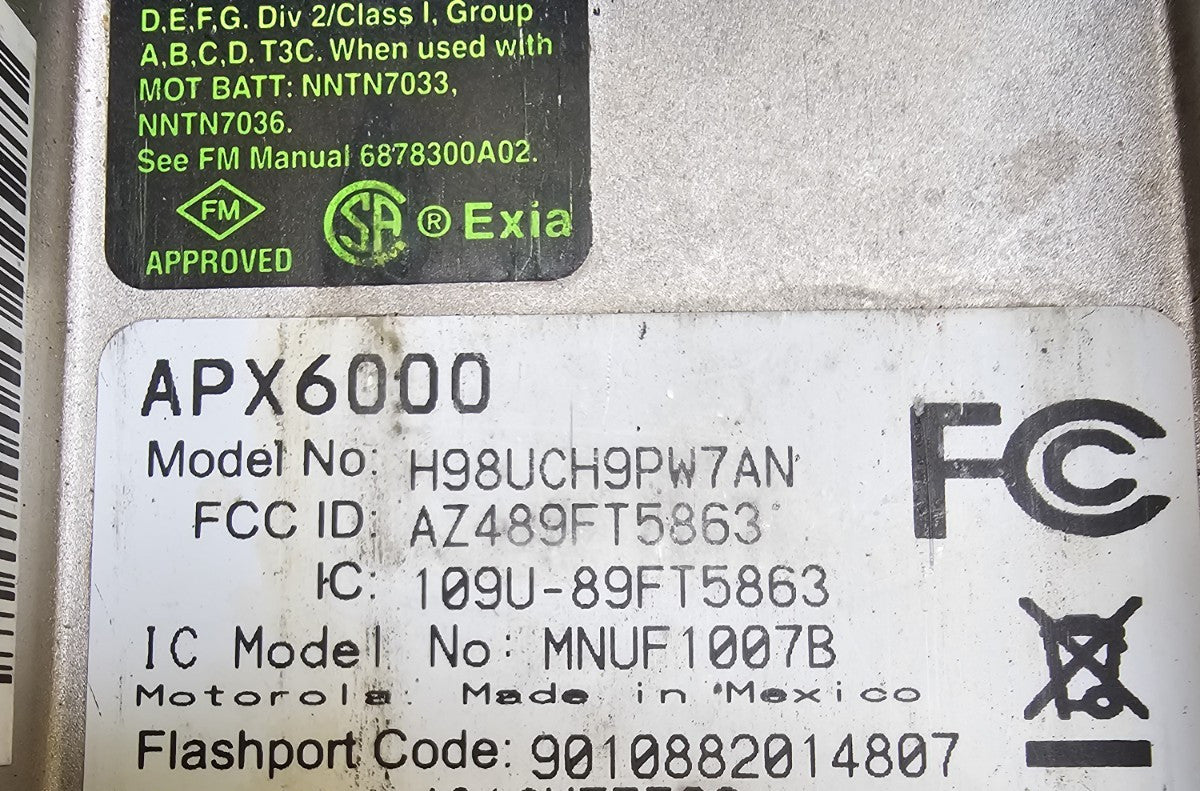 D,E,F,G. Div 2/Class I, Group
A,B,C,D. T3C. When used with
MOT BATT: NNTN7033,
NNTN7036.
See FM Manual 6878300A02.
FM
APPROVED
SA ® Exia
APX6000
Model No: H98UCH9PW7AN
FCC ID: AZ489FT5863
IC: 109U-89FT5863
IC Model No: MNUF1007B
Motorola. Made in Mexico
Flashport Code: 9010882014807
FC